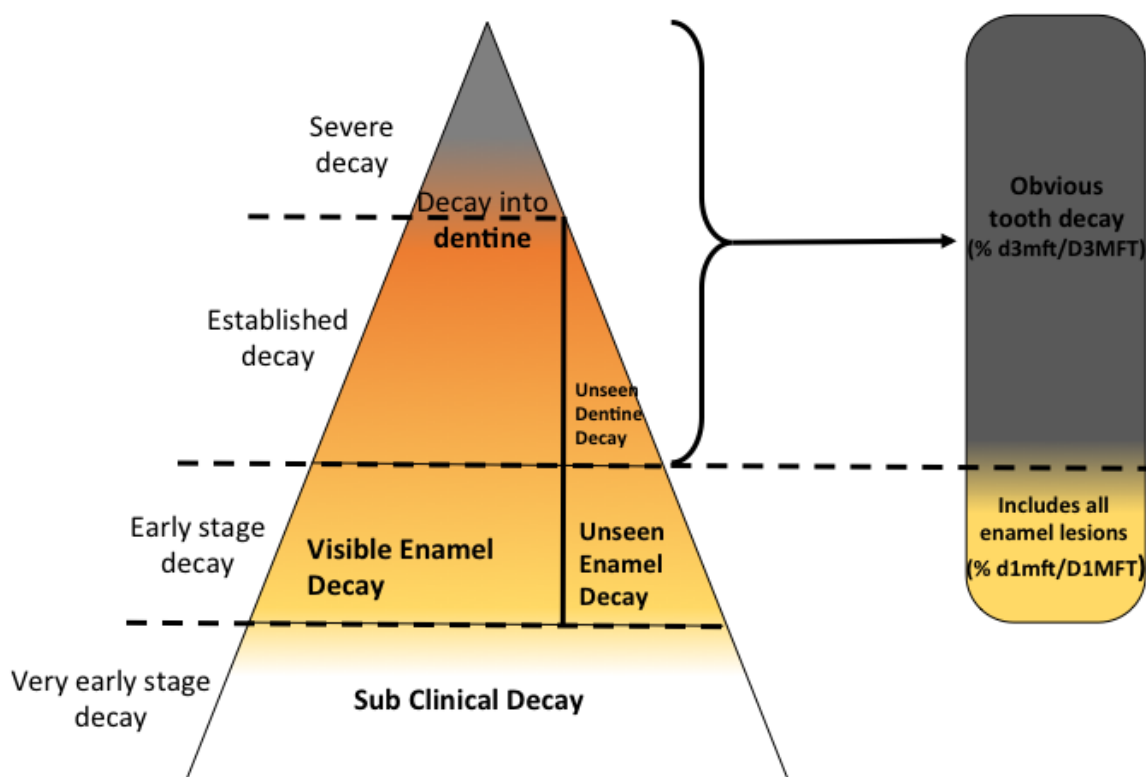 Severe
decay
Decay into
dentine
Established
decay
Unseen
Dentine
Decay
Early stage
decay
Visible Enamel
Decay
Unseen
Enamel
Decay
Very early stage
decay
Sub Clinical Decay
Obvious
tooth decay
(% d3mft/D3MFT)
Includes all
enamel lesions
(% d1mft/D1MFT)